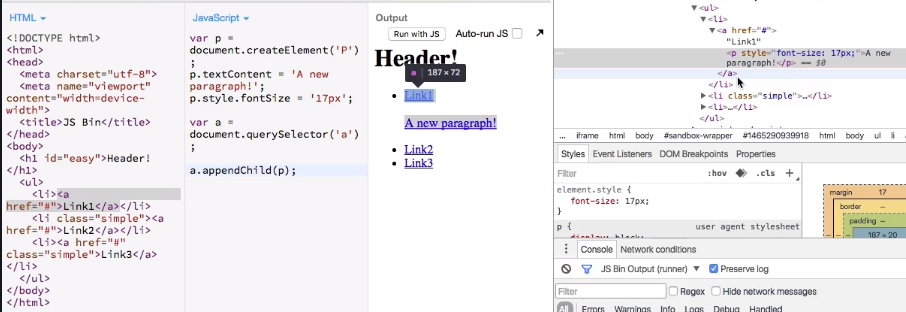 HTML
<!DOCTYPE html>
<html>
<head>
<meta charset="utf-8">
<meta name="viewport"
content="width=device-
width">
<title>JS Bin</title>
</head>
<body>
<h1 id="easy">Header!
</h1>
<ul>
<li><a
href="#">Link1</a></li>
<li class="simple"><a
href="#">Link2</a></li>
<li><a href="#"
class="simple">Link3</a>
</li>
</ul>
</body>
</html>
JavaScript
var p =
document.createElement('P')
;
p.textContent = 'A new
paragraph!';
p.style.fontSize = '17px';
var a =
document.querySelector('a')
;
a.appendChild(p);
Output
Run with JS
Auto-run JS
Header!
a 187 × 72
Link1
A new paragraph!
Link2
Link3
<ul>
<li>
<a href="#">
"Link1"
<p style="font-size: 17px;">A new
paragraph!</p> == $0
</a>
</li>
<li class="simple">…</li>
<li>…</li>
</ul>
... iframe html body #sandbox-wrapper #1465290939918 html body ul li
Styles Event Listeners DOM Breakpoints Properties
Filter :hov .cls +
element.style {
font-size: 17px;
}
p { user agent stylesheet
display: block;
margin 17
border –
padding –
187 × 20
Console Network conditions
JS Bin Output (runner) Preserve log
Filter Regex Hide network messages
All Errors Warnings Info Logs Debug Handled